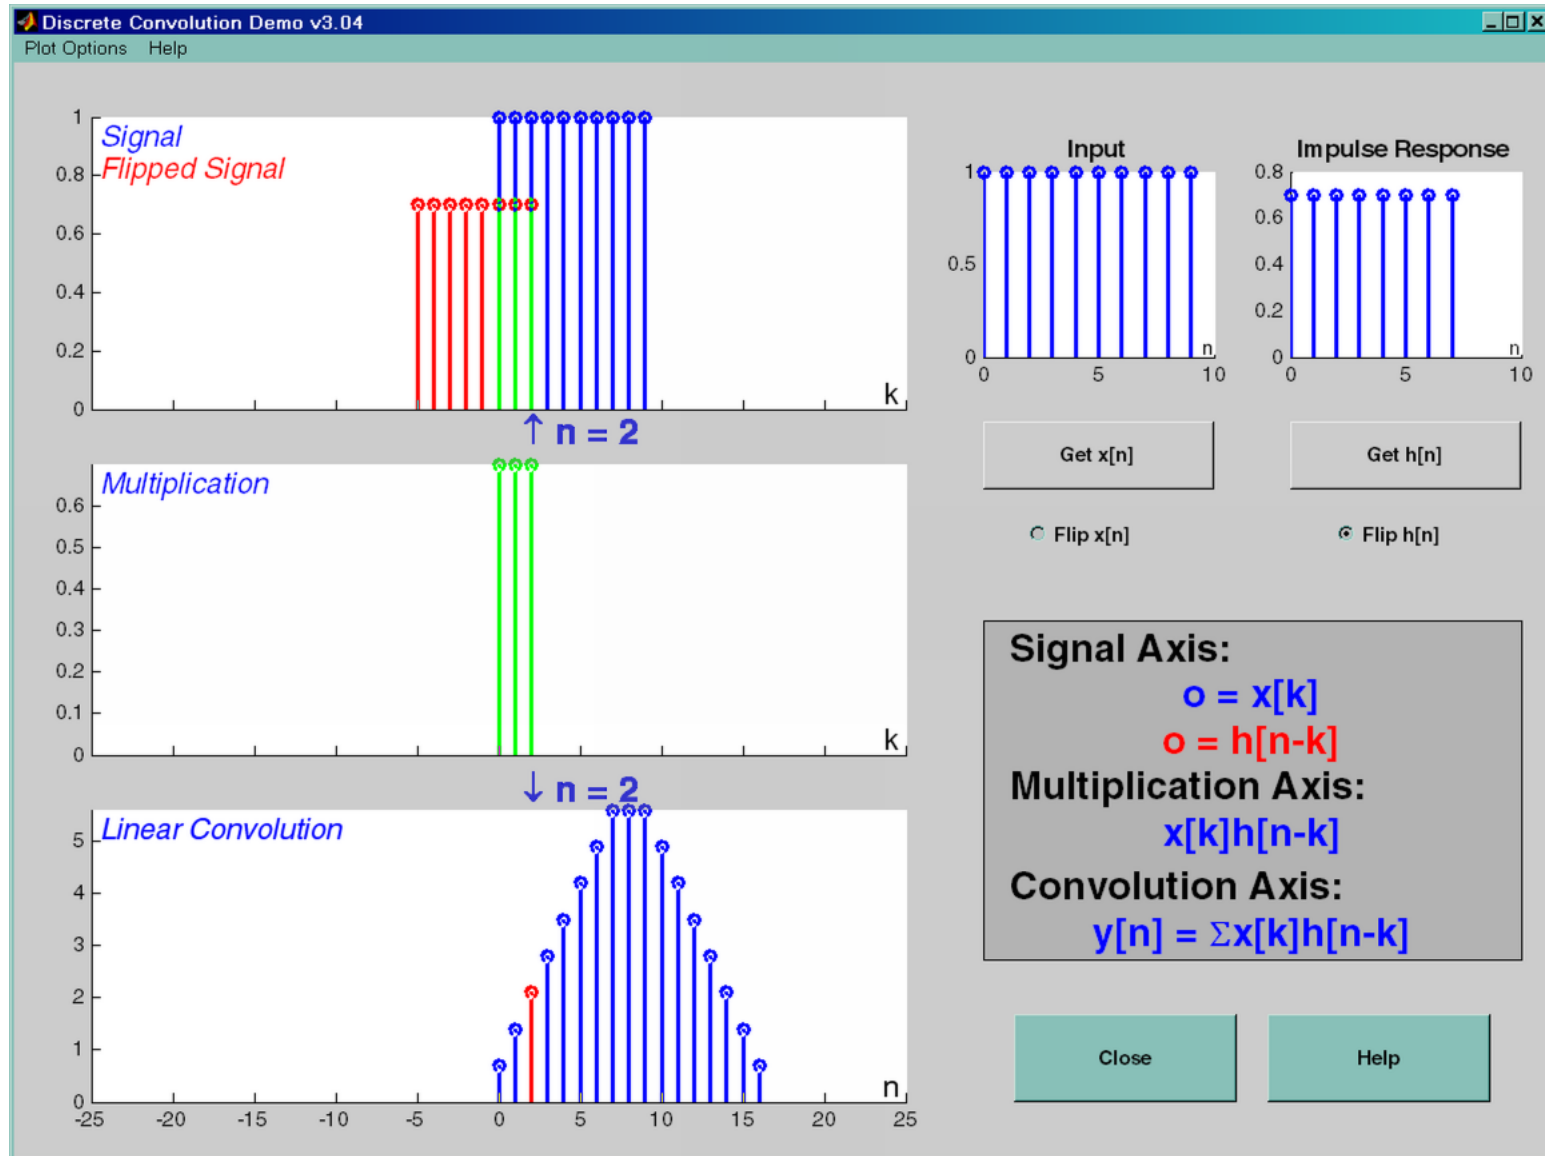 Discrete Convolution Demo v3.04
Plot Options Help
Signal
Flipped Signal
1
0.8
0.6
0.4
0.2
0
k
↑ n = 2
Multiplication
0.6
0.5
0.4
0.3
0.2
0.1
0
k
↓ n = 2
Linear Convolution
5
4
3
2
1
0
n
-25 -20 -15 -10 -5 0 5 10 15 20 25
Input
1
0.5
0
n
0 5 10
Impulse Response
0.8
0.6
0.4
0.2
0
n
0 5 10
Get x[n]
Get h[n]
Flip x[n]
Flip h[n]
Signal Axis:
o = x[k]
o = h[n-k]
Multiplication Axis:
x[k]h[n-k]
Convolution Axis:
y[n] = Σx[k]h[n-k]
Close
Help